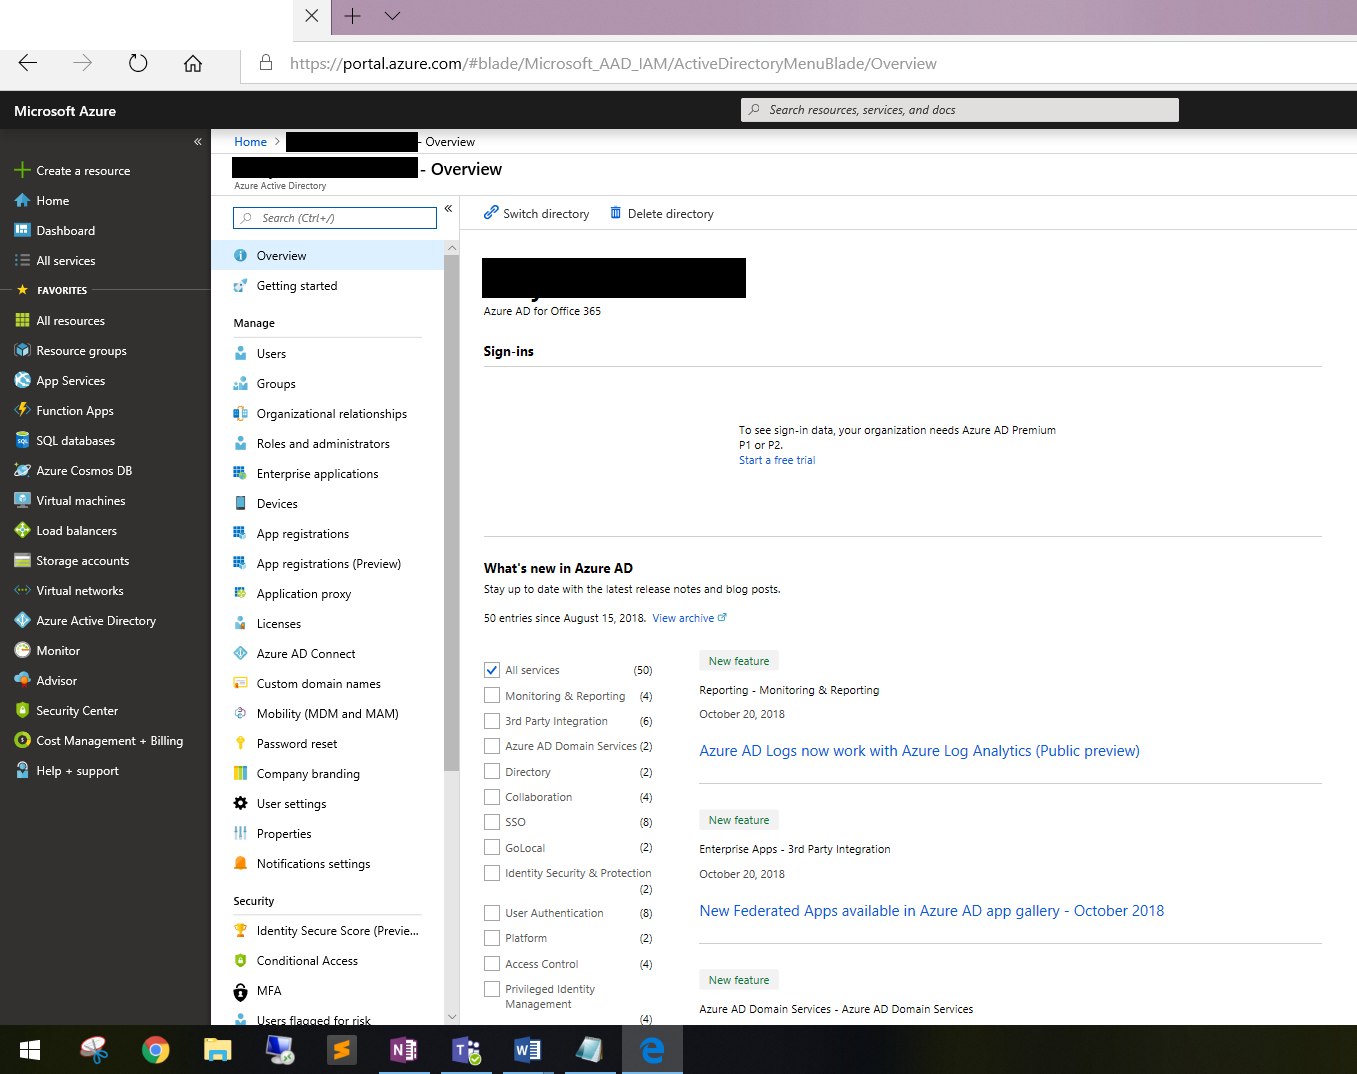 https://portal.azure.com/#blade/Microsoft_AAD_IAM/ActiveDirectoryMenuBlade/Overview
Microsoft Azure
Search resources, services, and docs
Create a resource
Home
Dashboard
All services
FAVORITES
All resources
Resource groups
App Services
Function Apps
SQL databases
Azure Cosmos DB
Virtual machines
Load balancers
Storage accounts
Virtual networks
Azure Active Directory
Monitor
Advisor
Security Center
Cost Management + Billing
Help + support
Home > - Overview
- Overview
Azure Active Directory
Search (Ctrl+/)
Overview
Getting started
Manage
Users
Groups
Organizational relationships
Roles and administrators
Enterprise applications
Devices
App registrations
App registrations (Preview)
Application proxy
Licenses
Azure AD Connect
Custom domain names
Mobility (MDM and MAM)
Password reset
Company branding
User settings
Properties
Notifications settings
Security
Identity Secure Score (Previe...
Conditional Access
MFA
Users flagged for risk
Switch directory
Delete directory
Azure AD for Office 365
Sign-ins
To see sign-in data, your organization needs Azure AD Premium
P1 or P2.
Start a free trial
What's new in Azure AD
Stay up to date with the latest release notes and blog posts.
50 entries since August 15, 2018. View archive
All services (50)
Monitoring & Reporting (4)
3rd Party Integration (6)
Azure AD Domain Services (2)
Directory (2)
Collaboration (4)
SSO (8)
GoLocal (2)
Identity Security & Protection
(2)
User Authentication (8)
Platform (2)
Access Control (4)
Privileged Identity
Management
(4)
New feature
Reporting - Monitoring & Reporting
October 20, 2018
Azure AD Logs now work with Azure Log Analytics (Public preview)
New feature
Enterprise Apps - 3rd Party Integration
October 20, 2018
New Federated Apps available in Azure AD app gallery - October 2018
New feature
Azure AD Domain Services - Azure AD Domain Services